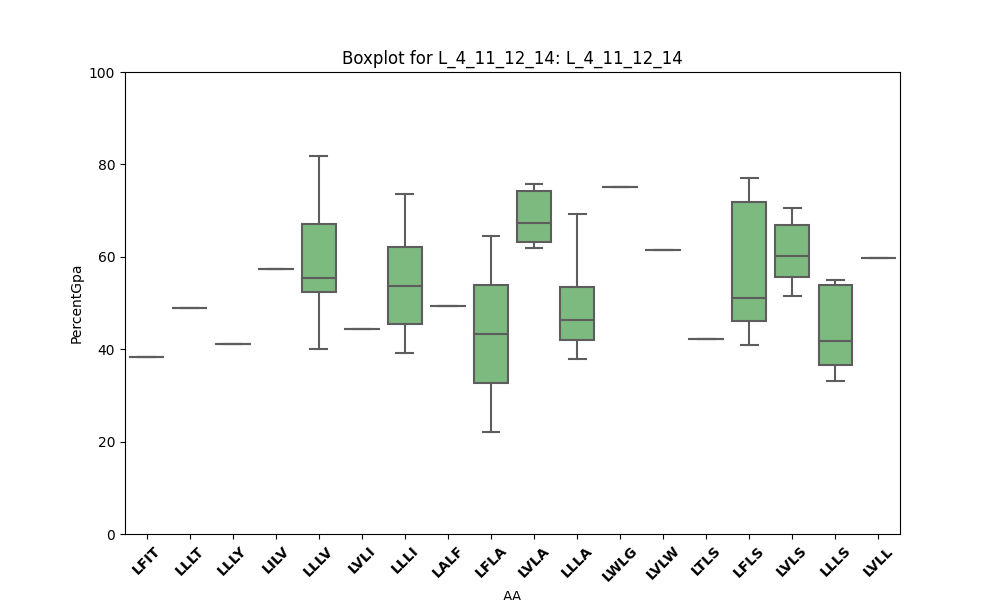 Boxplot for L_4_11_12_14: L_4_11_12_14
PercentGpa
100
80
60
40
20
0
LFIT LLLT LLLY LILV LLLV LVLI LLLI LALF LFLA LVLA LLLA LWLG LVLW LTLS LFLS LVLS LLLS LVLL
AA